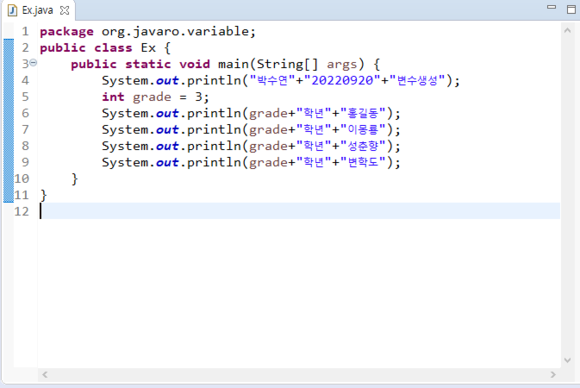 Ex.java
1 package org.javaro.variable;
2 public class Ex {
3 public static void main(String[] args) {
4 System.out.println("박수연"+"20220920"+"변수생성");
5 int grade = 3;
6 System.out.println(grade+"학년"+"홍길동");
7 System.out.println(grade+"학년"+"이몽룡");
8 System.out.println(grade+"학년"+"성춘향");
9 System.out.println(grade+"학년"+"변학도");
10 }
11 }
12